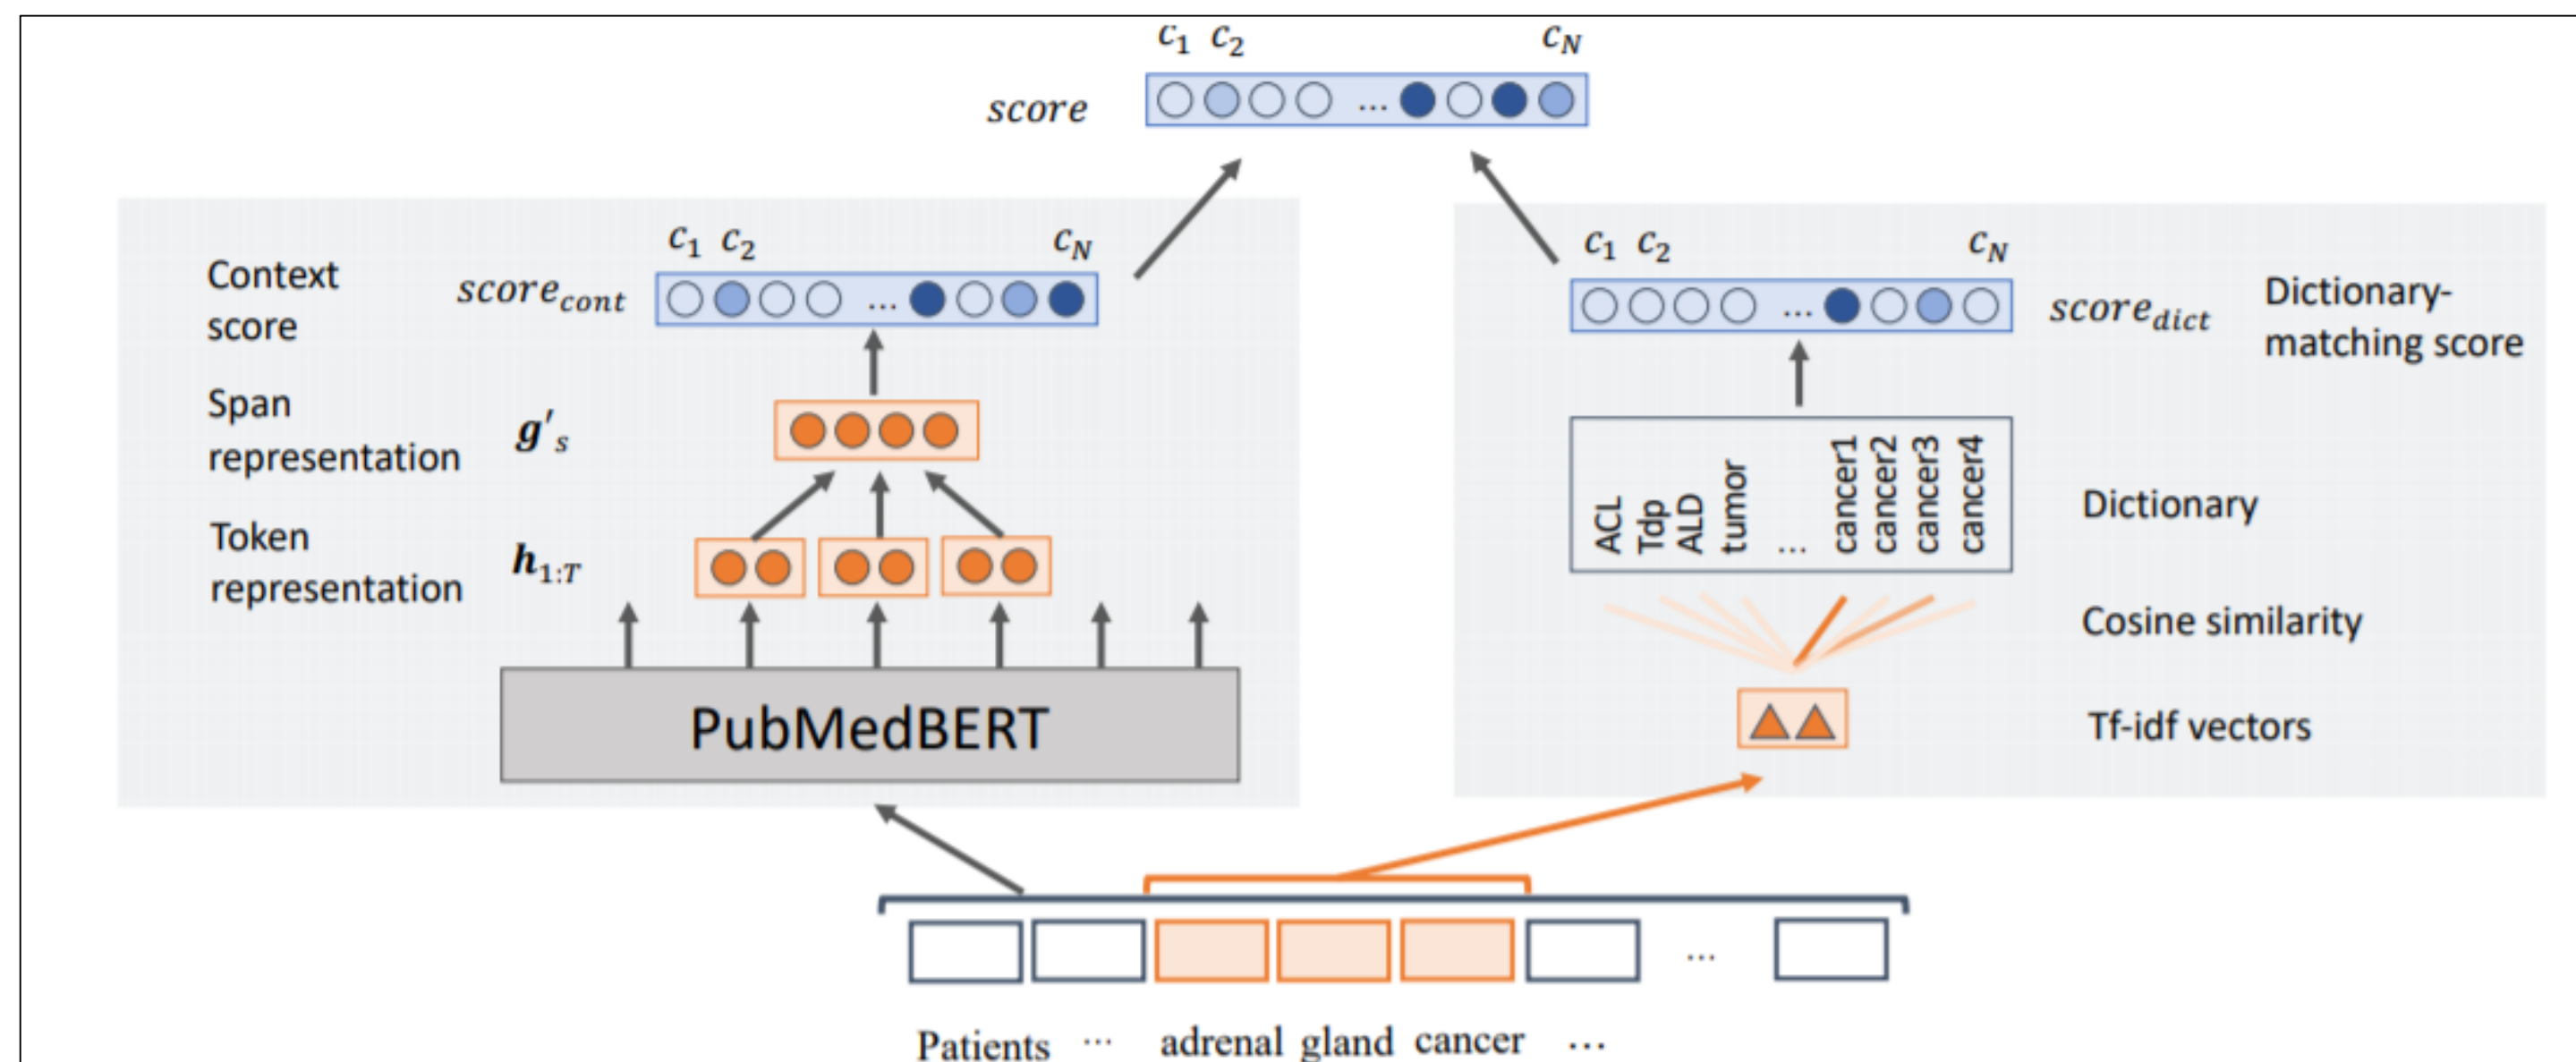 c1 c2 cN
score
c1 c2 cN
Context
score
scorecont
...
Span
representation
g's
Token
representation
h1:T
PubMedBERT
c1 c2 cN
...
scoredict
Dictionary-
matching score
ACL
Tdp
ALD
tumor
...
cancer1
cancer2
cancer3
cancer4
Dictionary
Cosine similarity
Tf-idf vectors
...
Patients ... adrenal gland cancer ...